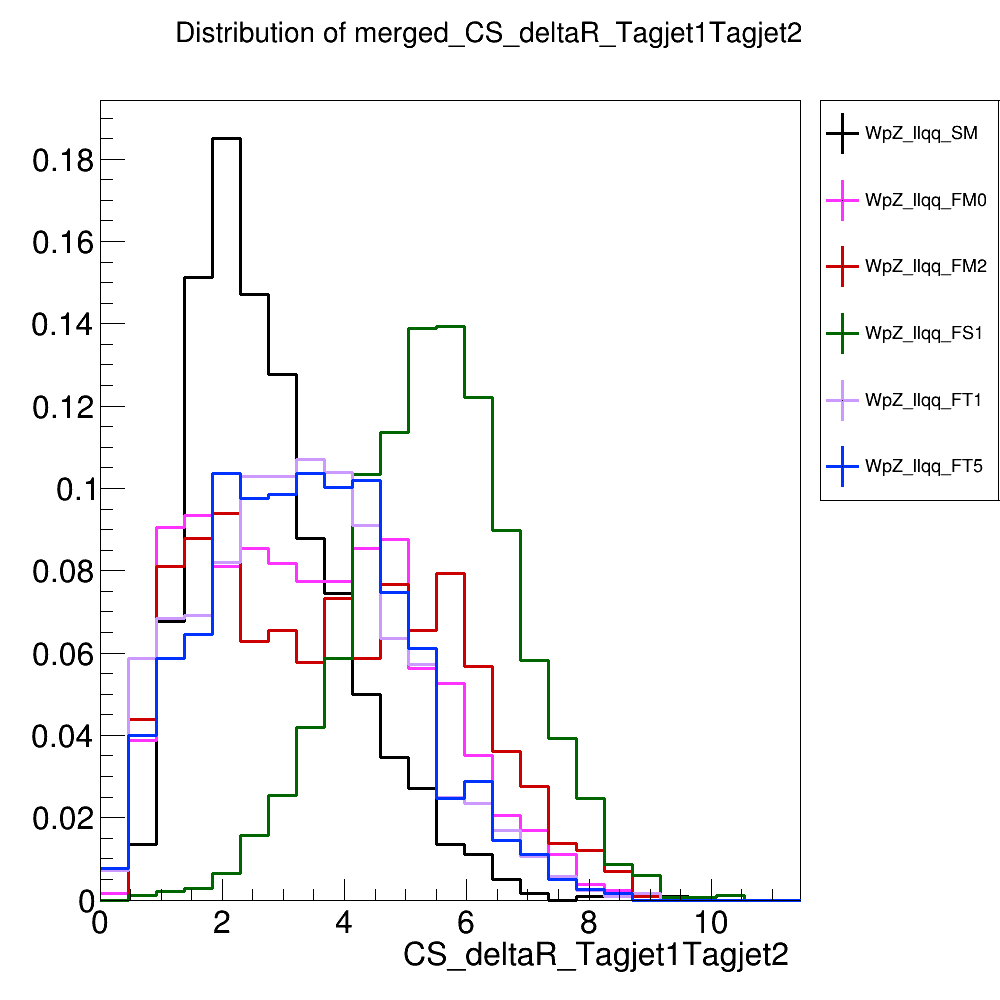 Distribution of merged_CS_deltaR_Tagjet1Tagjet2
0.18
0.16
0.14
0.12
0.1
0.08
0.06
0.04
0.02
0
0 2 4 6 8 10
CS_deltaR_Tagjet1Tagjet2
WpZ_llqq_SM
WpZ_llqq_FM0
WpZ_llqq_FM2
WpZ_llqq_FS1
WpZ_llqq_FT1
WpZ_llqq_FT5